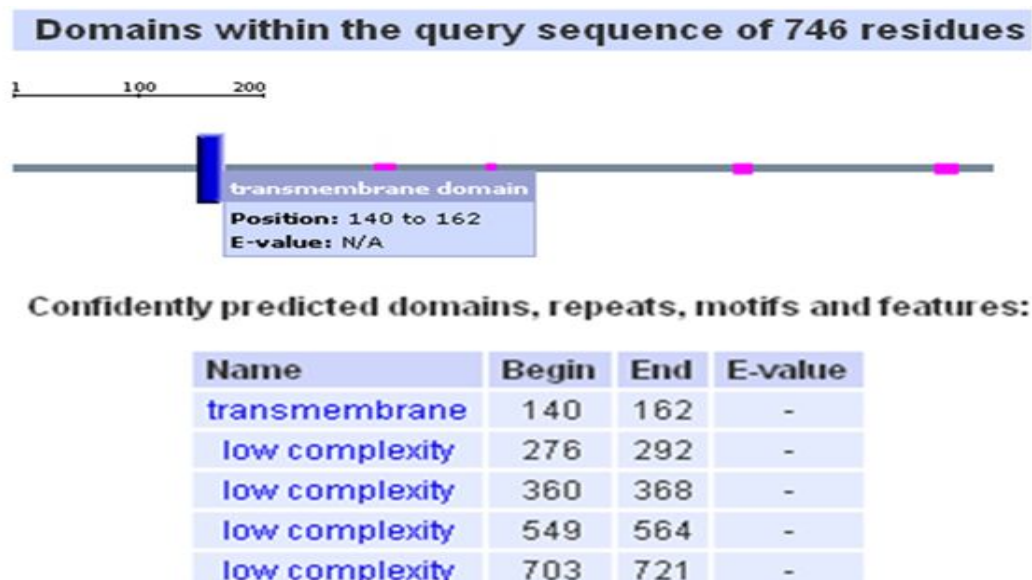 Domains within the query sequence of 746 residues
1 100 200
transmembrane domain
Position: 140 to 162
E-value: N/A
Confidently predicted domains, repeats, motifs and features:
Name Begin End E-value
transmembrane 140 162 -
low complexity 276 292 -
low complexity 360 368 -
low complexity 549 564 -
low complexity 703 721 -